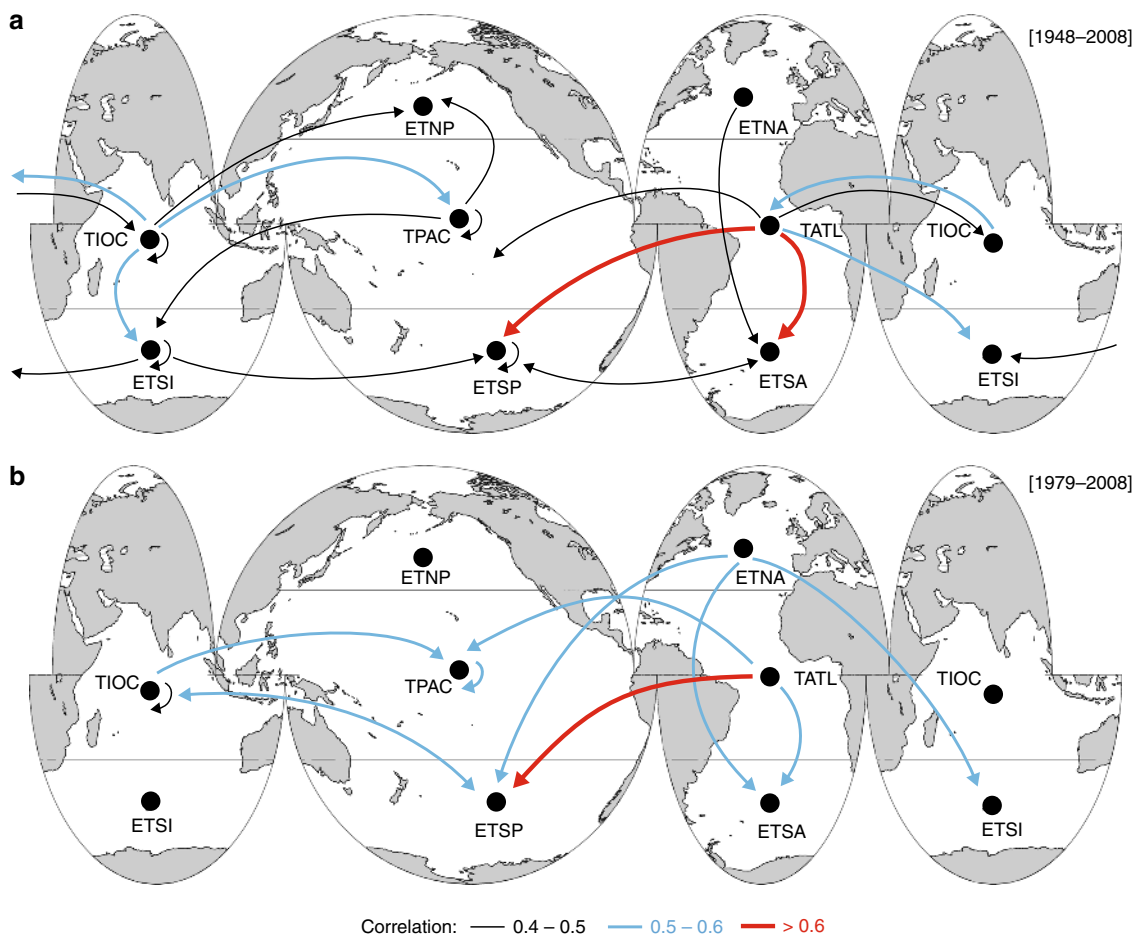 a
[1948–2008]
ETNP
ETNA
TIOC
TPAC
TATL
TIOC
ETSI
ETSP
ETSA
ETSI
b
[1979–2008]
ETNP
ETNA
TIOC
TPAC
TATL
TIOC
ETSI
ETSP
ETSA
ETSI
Correlation: 0.4 – 0.5 0.5 – 0.6 > 0.6